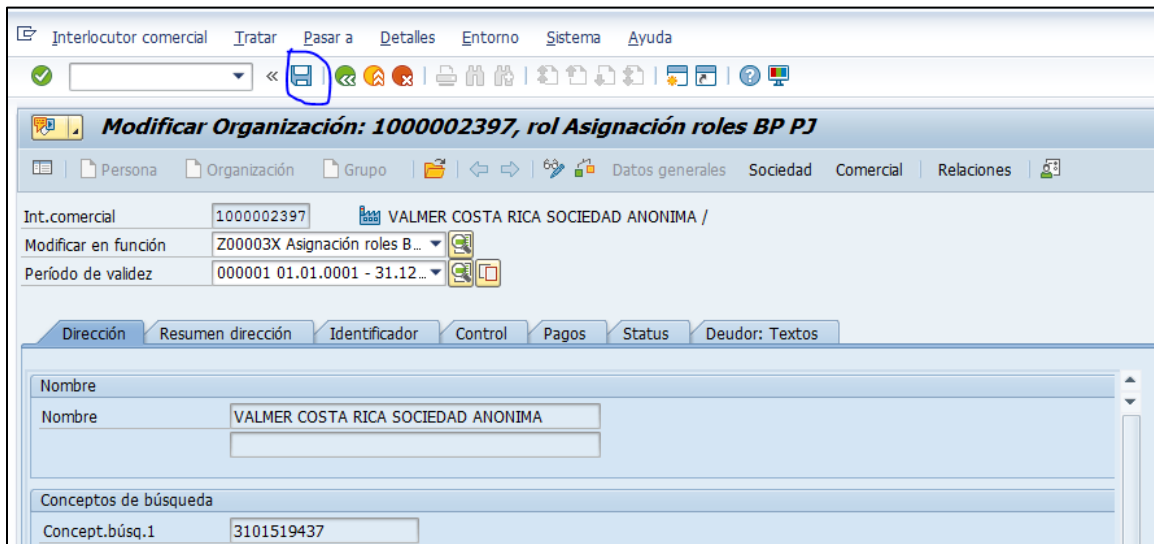 Interlocutor comercial Tratar Pasar a Detalles Entorno Sistema Ayuda
Modificar Organización: 1000002397, rol Asignación roles BP PJ
Persona Organización Grupo Datos generales Sociedad Comercial Relaciones
Int.comercial 1000002397 VALMER COSTA RICA SOCIEDAD ANONIMA /
Modificar en función Z00003X Asignación roles B...
Período de validez 000001 01.01.0001 - 31.12...
Dirección Resumen dirección Identificador Control Pagos Status Deudor: Textos
Nombre
Nombre VALMER COSTA RICA SOCIEDAD ANONIMA
Conceptos de búsqueda
Concept.búsq.1 3101519437